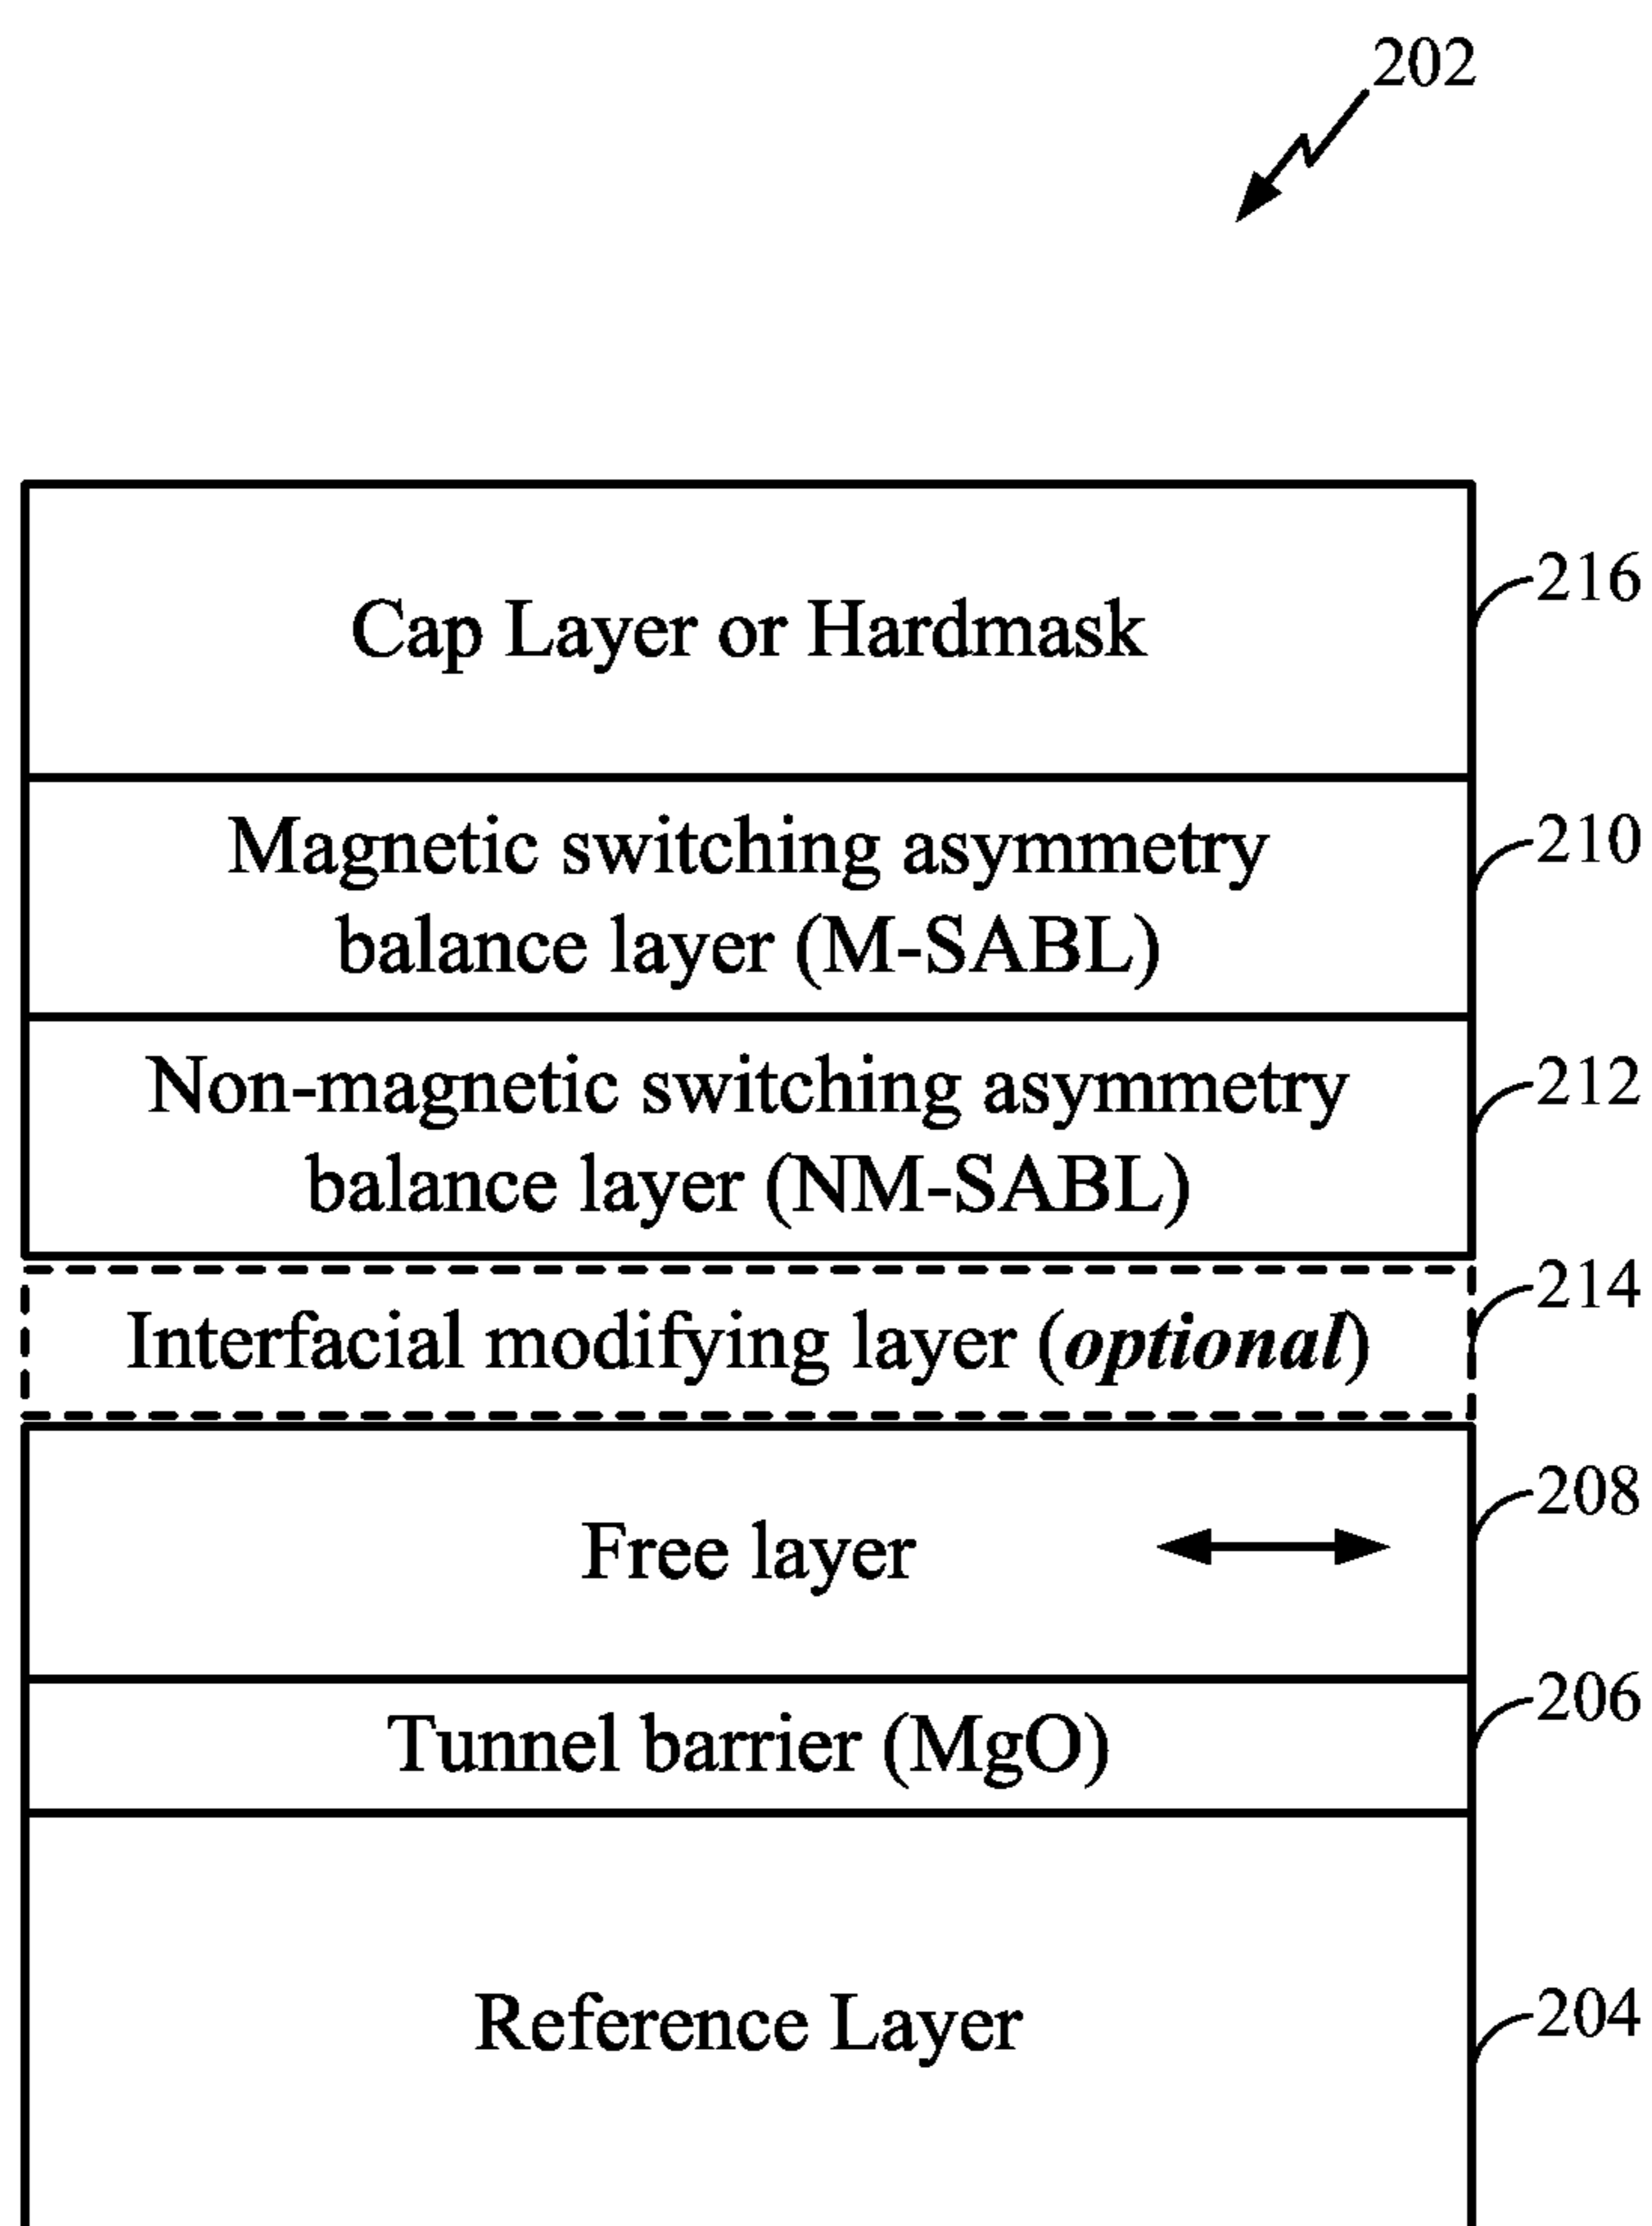 202
Cap Layer or Hardmask
216
Magnetic switching asymmetry
balance layer (M-SABL)
210
Non-magnetic switching asymmetry
balance layer (NM-SABL)
212
Interfacial modifying layer (optional)
214
Free layer
208
Tunnel barrier (MgO)
206
Reference Layer
204